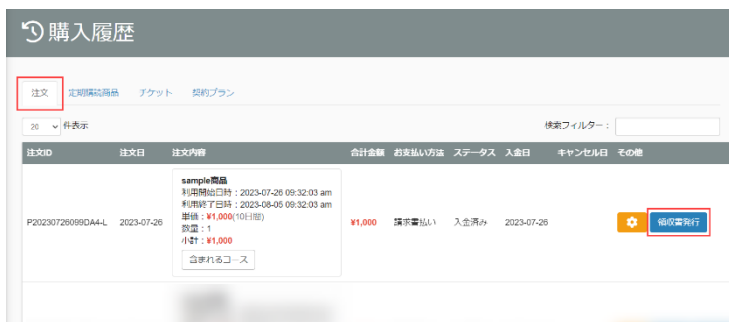 購入履歴
注文 定期購読商品 チケット 契約プラン
20 件表示 検索フィルター：
注文ID 注文日 注文内容 合計金額 お支払い方法 ステータス 入金日 キャンセル日 その他
sample商品
利用開始日時：2023-07-26 09:32:03 am
利用終了日時：2023-08-05 09:32:03 am
単価：¥1,000(10日間)
数量：1
小計：¥1,000
含まれるコース
P20230726099DA4-L 2023-07-26 ¥1,000 請求書払い 入金済み 2023-07-26 領収書発行